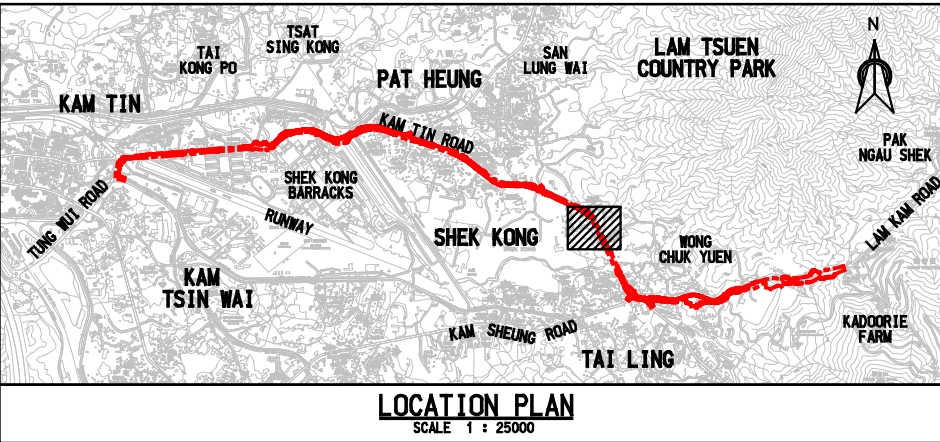 TSAT
SING KONG
N
TAI
KONG PO
SAN
LUNG WAI
LAM TSUEN
COUNTRY PARK
PAT HEUNG
KAM TIN
KAM TIN ROAD
PAK
NGAU SHEK
SHEK KONG
BARRACKS
TUNG WUI ROAD
RUNWAY
LAM KAM ROAD
SHEK KONG
WONG
CHUK YUEN
KAM
TSIN WAI
KAM SHEUNG ROAD
KADOORIE
FARM
TAI LING
LOCATION PLAN
SCALE 1 : 25000